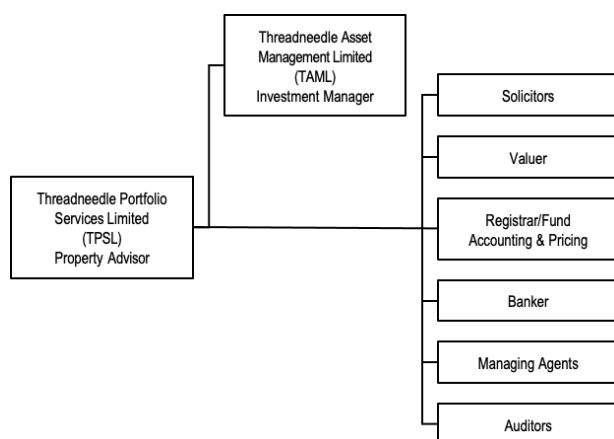 Threadneedle Asset
Management Limited
(TAML)
Investment Manager
Threadneedle Portfolio
Services Limited
(TPSL)
Property Advisor
Solicitors
Valuer
Registrar/Fund
Accounting & Pricing
Banker
Managing Agents
Auditors